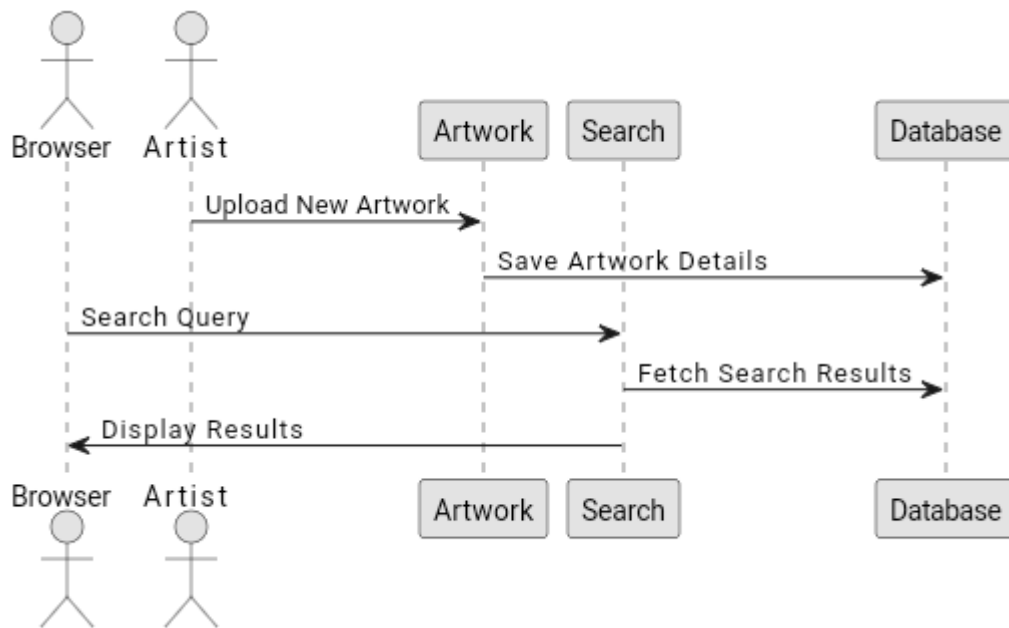 Browser
Artist
Artwork
Search
Database
Upload New Artwork
Save Artwork Details
Search Query
Fetch Search Results
Display Results
Browser
Artist
Artwork
Search
Database